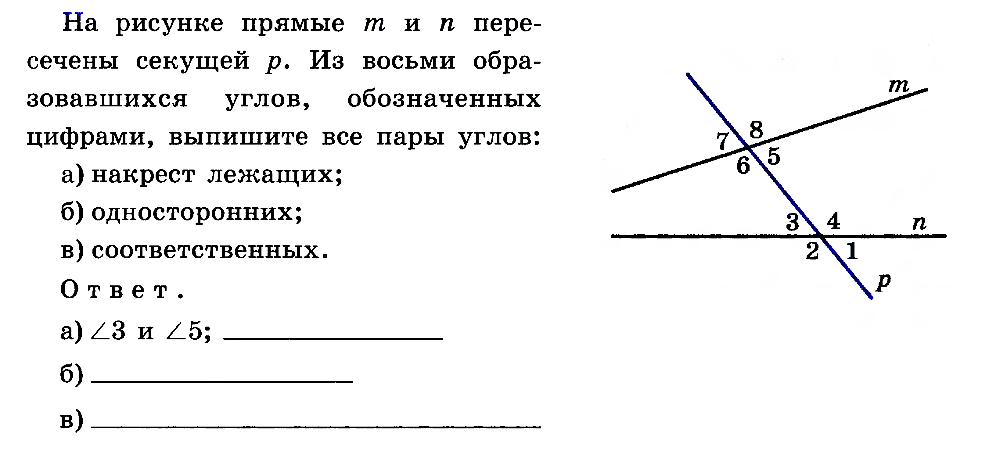 На рисунке прямые m и n пере-
сечены секущей p. Из восьми обра-
зовавшихся углов, обозначенных
цифрами, выпишите все пары углов:
а) накрест лежащих;
б) односторонних;
в) соответственных.
Ответ.
а) ∠3 и ∠5;
б)
в)
m
8
7
5
6
3 4
n
2 1
p